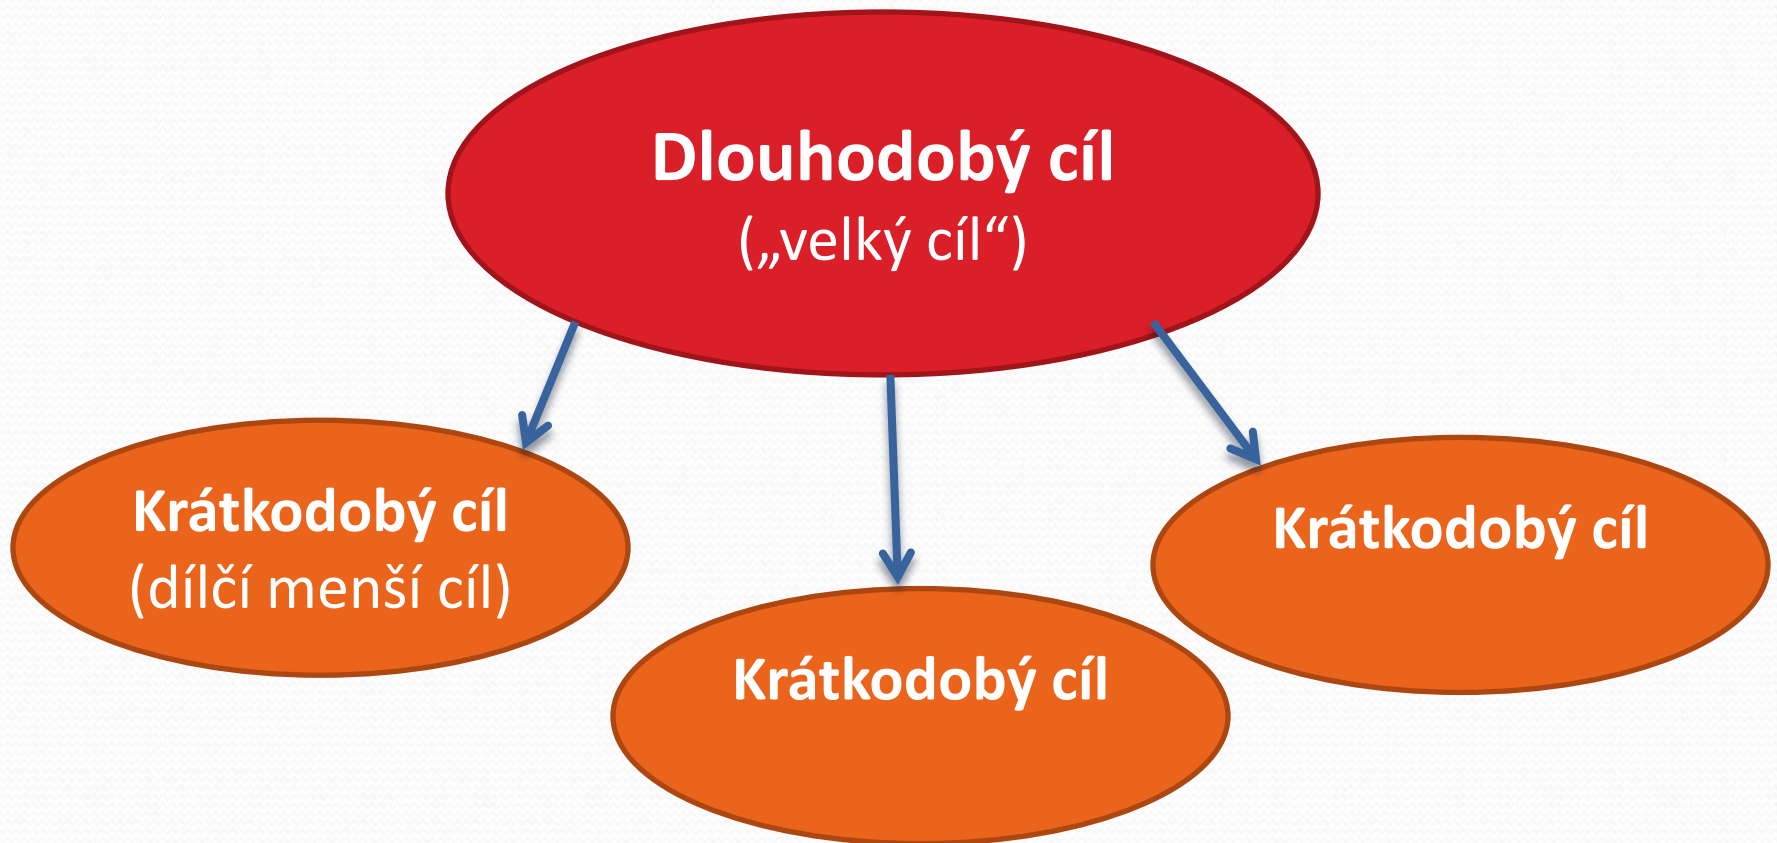 Dlouhodobý cíl
(„velký cíl“)
Krátkodobý cíl
(dílčí menší cíl)
Krátkodobý cíl
Krátkodobý cíl